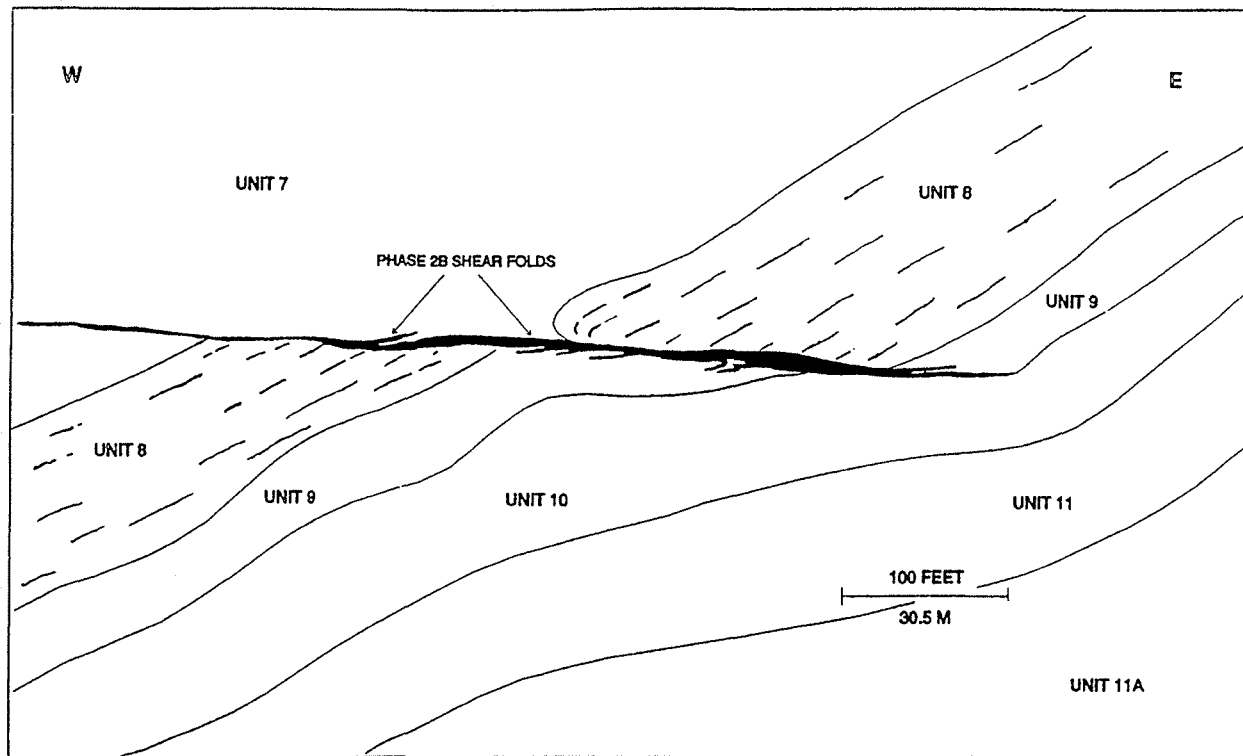 W
E
UNIT 7
UNIT 8
PHASE 2B SHEAR FOLDS
UNIT 9
UNIT 8
UNIT 9
UNIT 10
UNIT 11
100 FEET
30.5 M
UNIT 11A